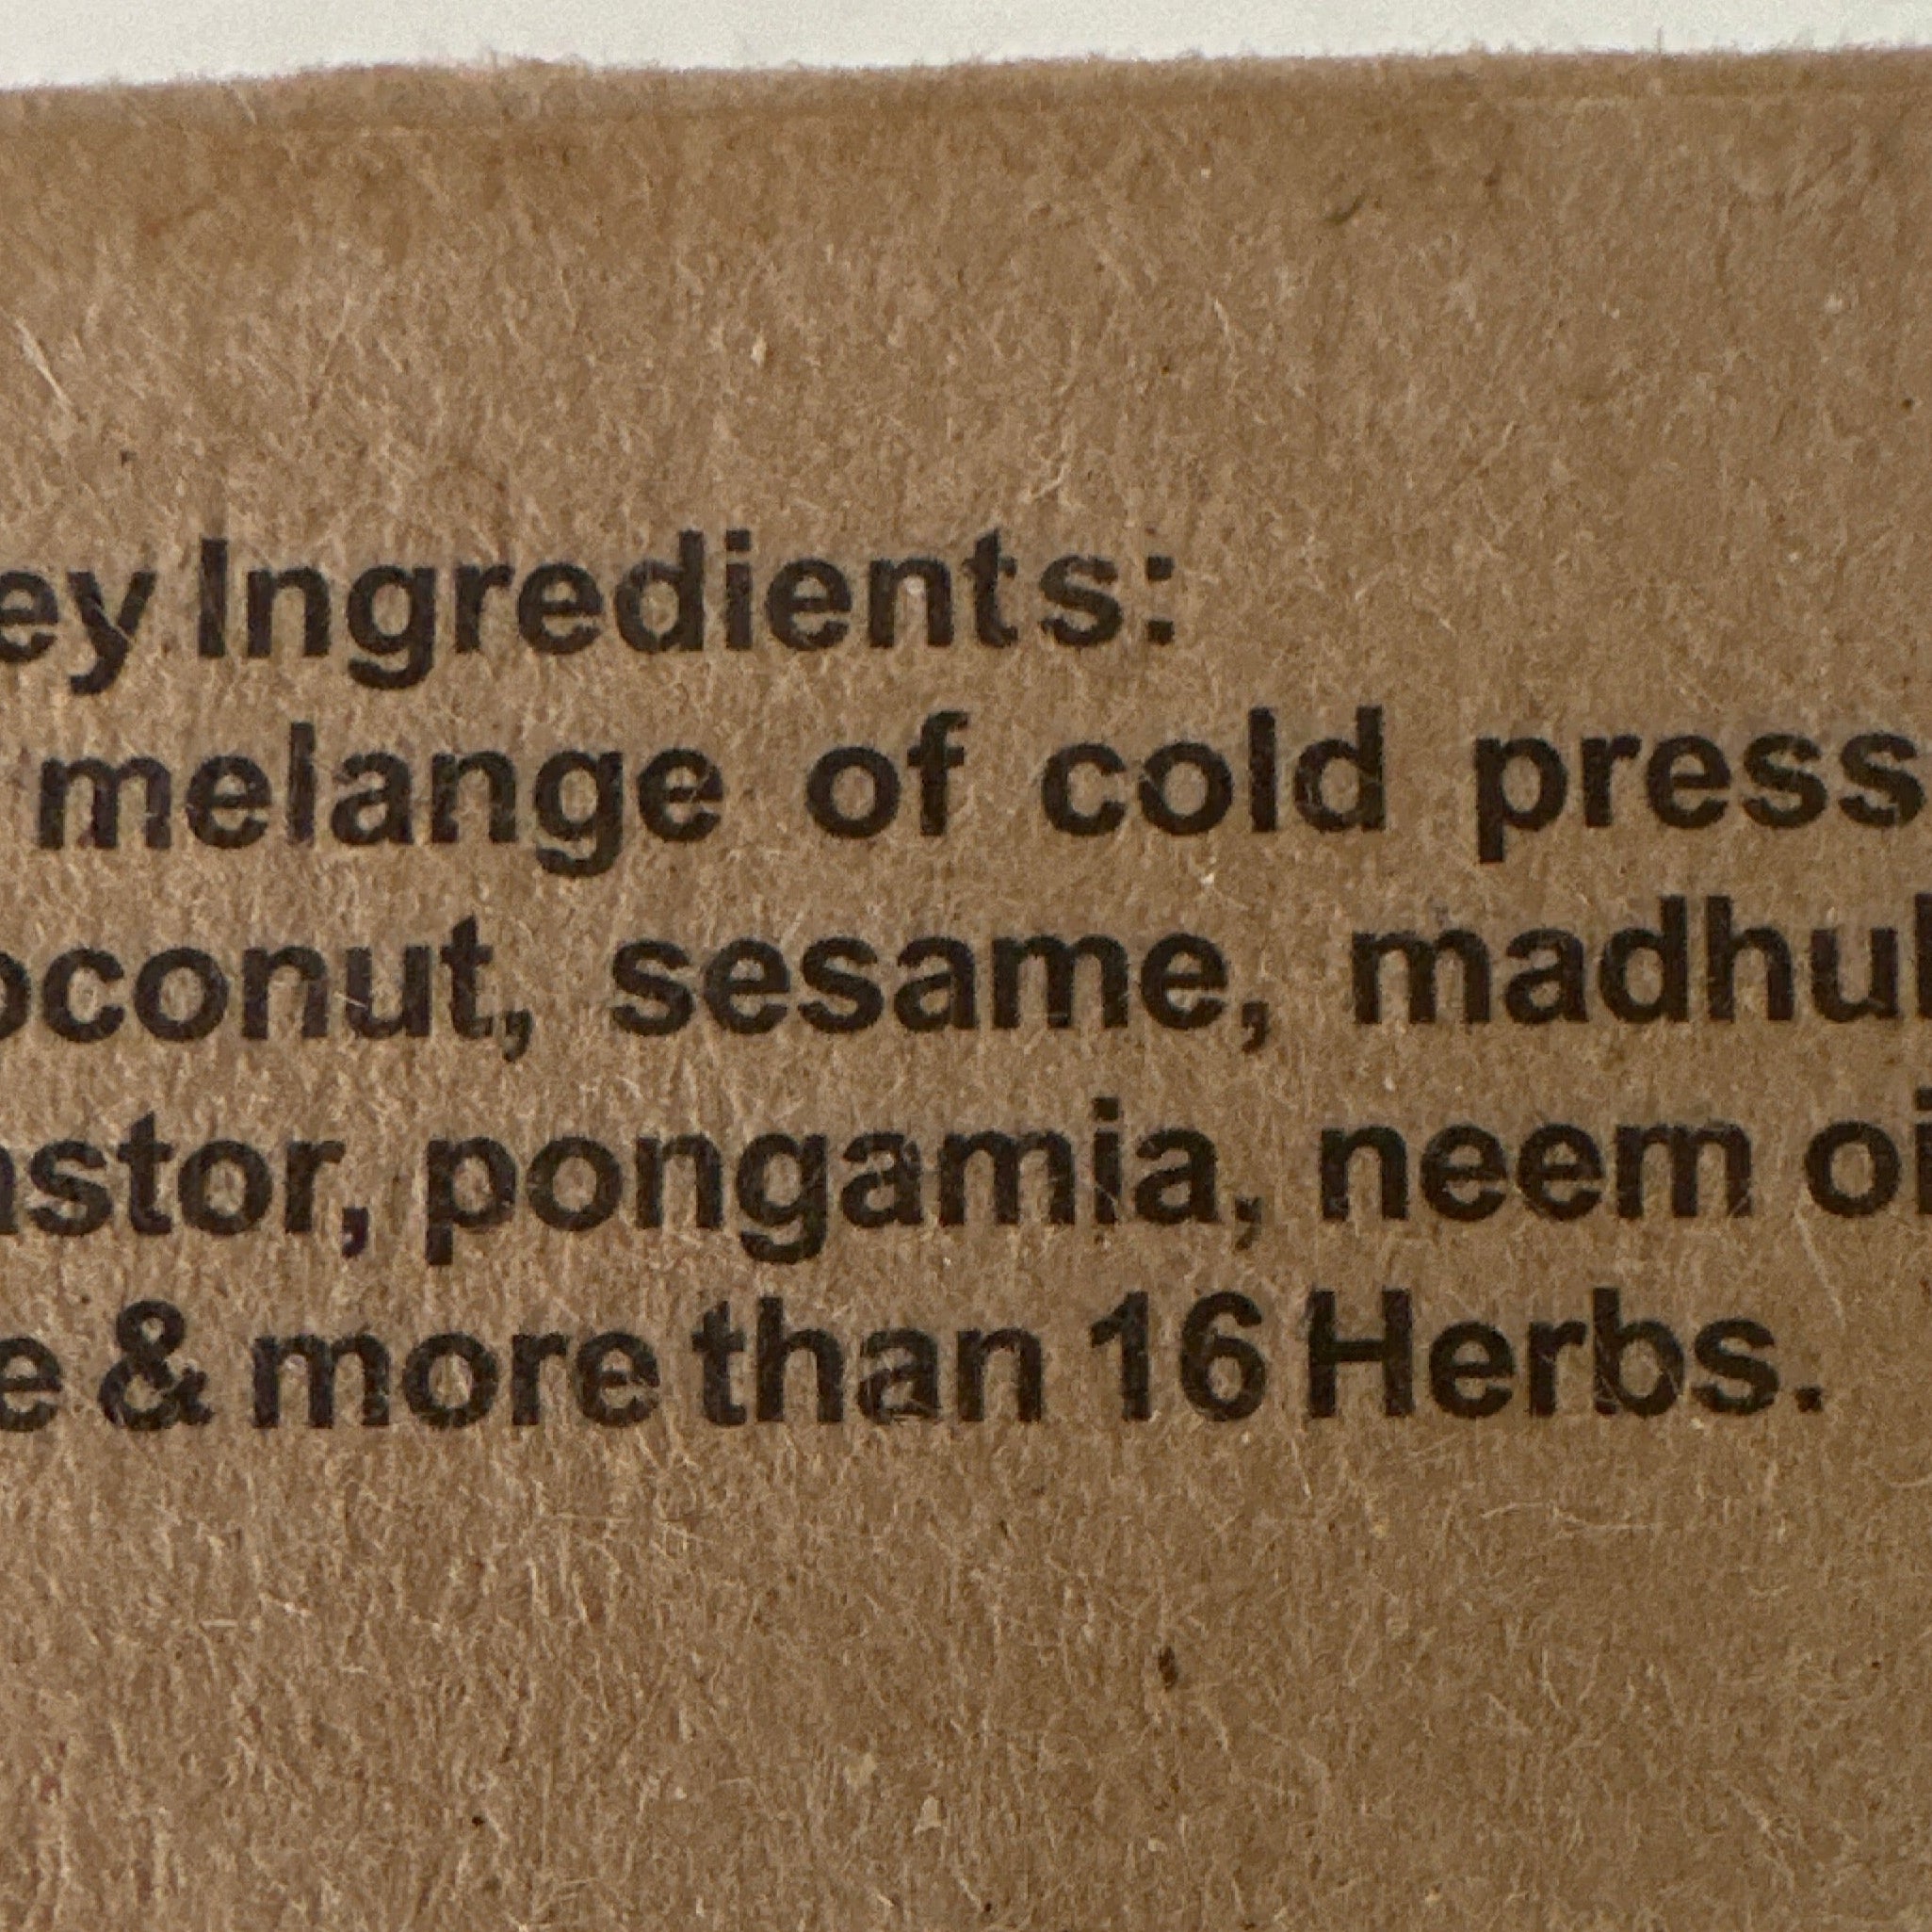 ey Ingredients:
melange of cold press
oconut, sesame, madhu
astor, pongamia, neem oi
e & more than 16 Herbs.